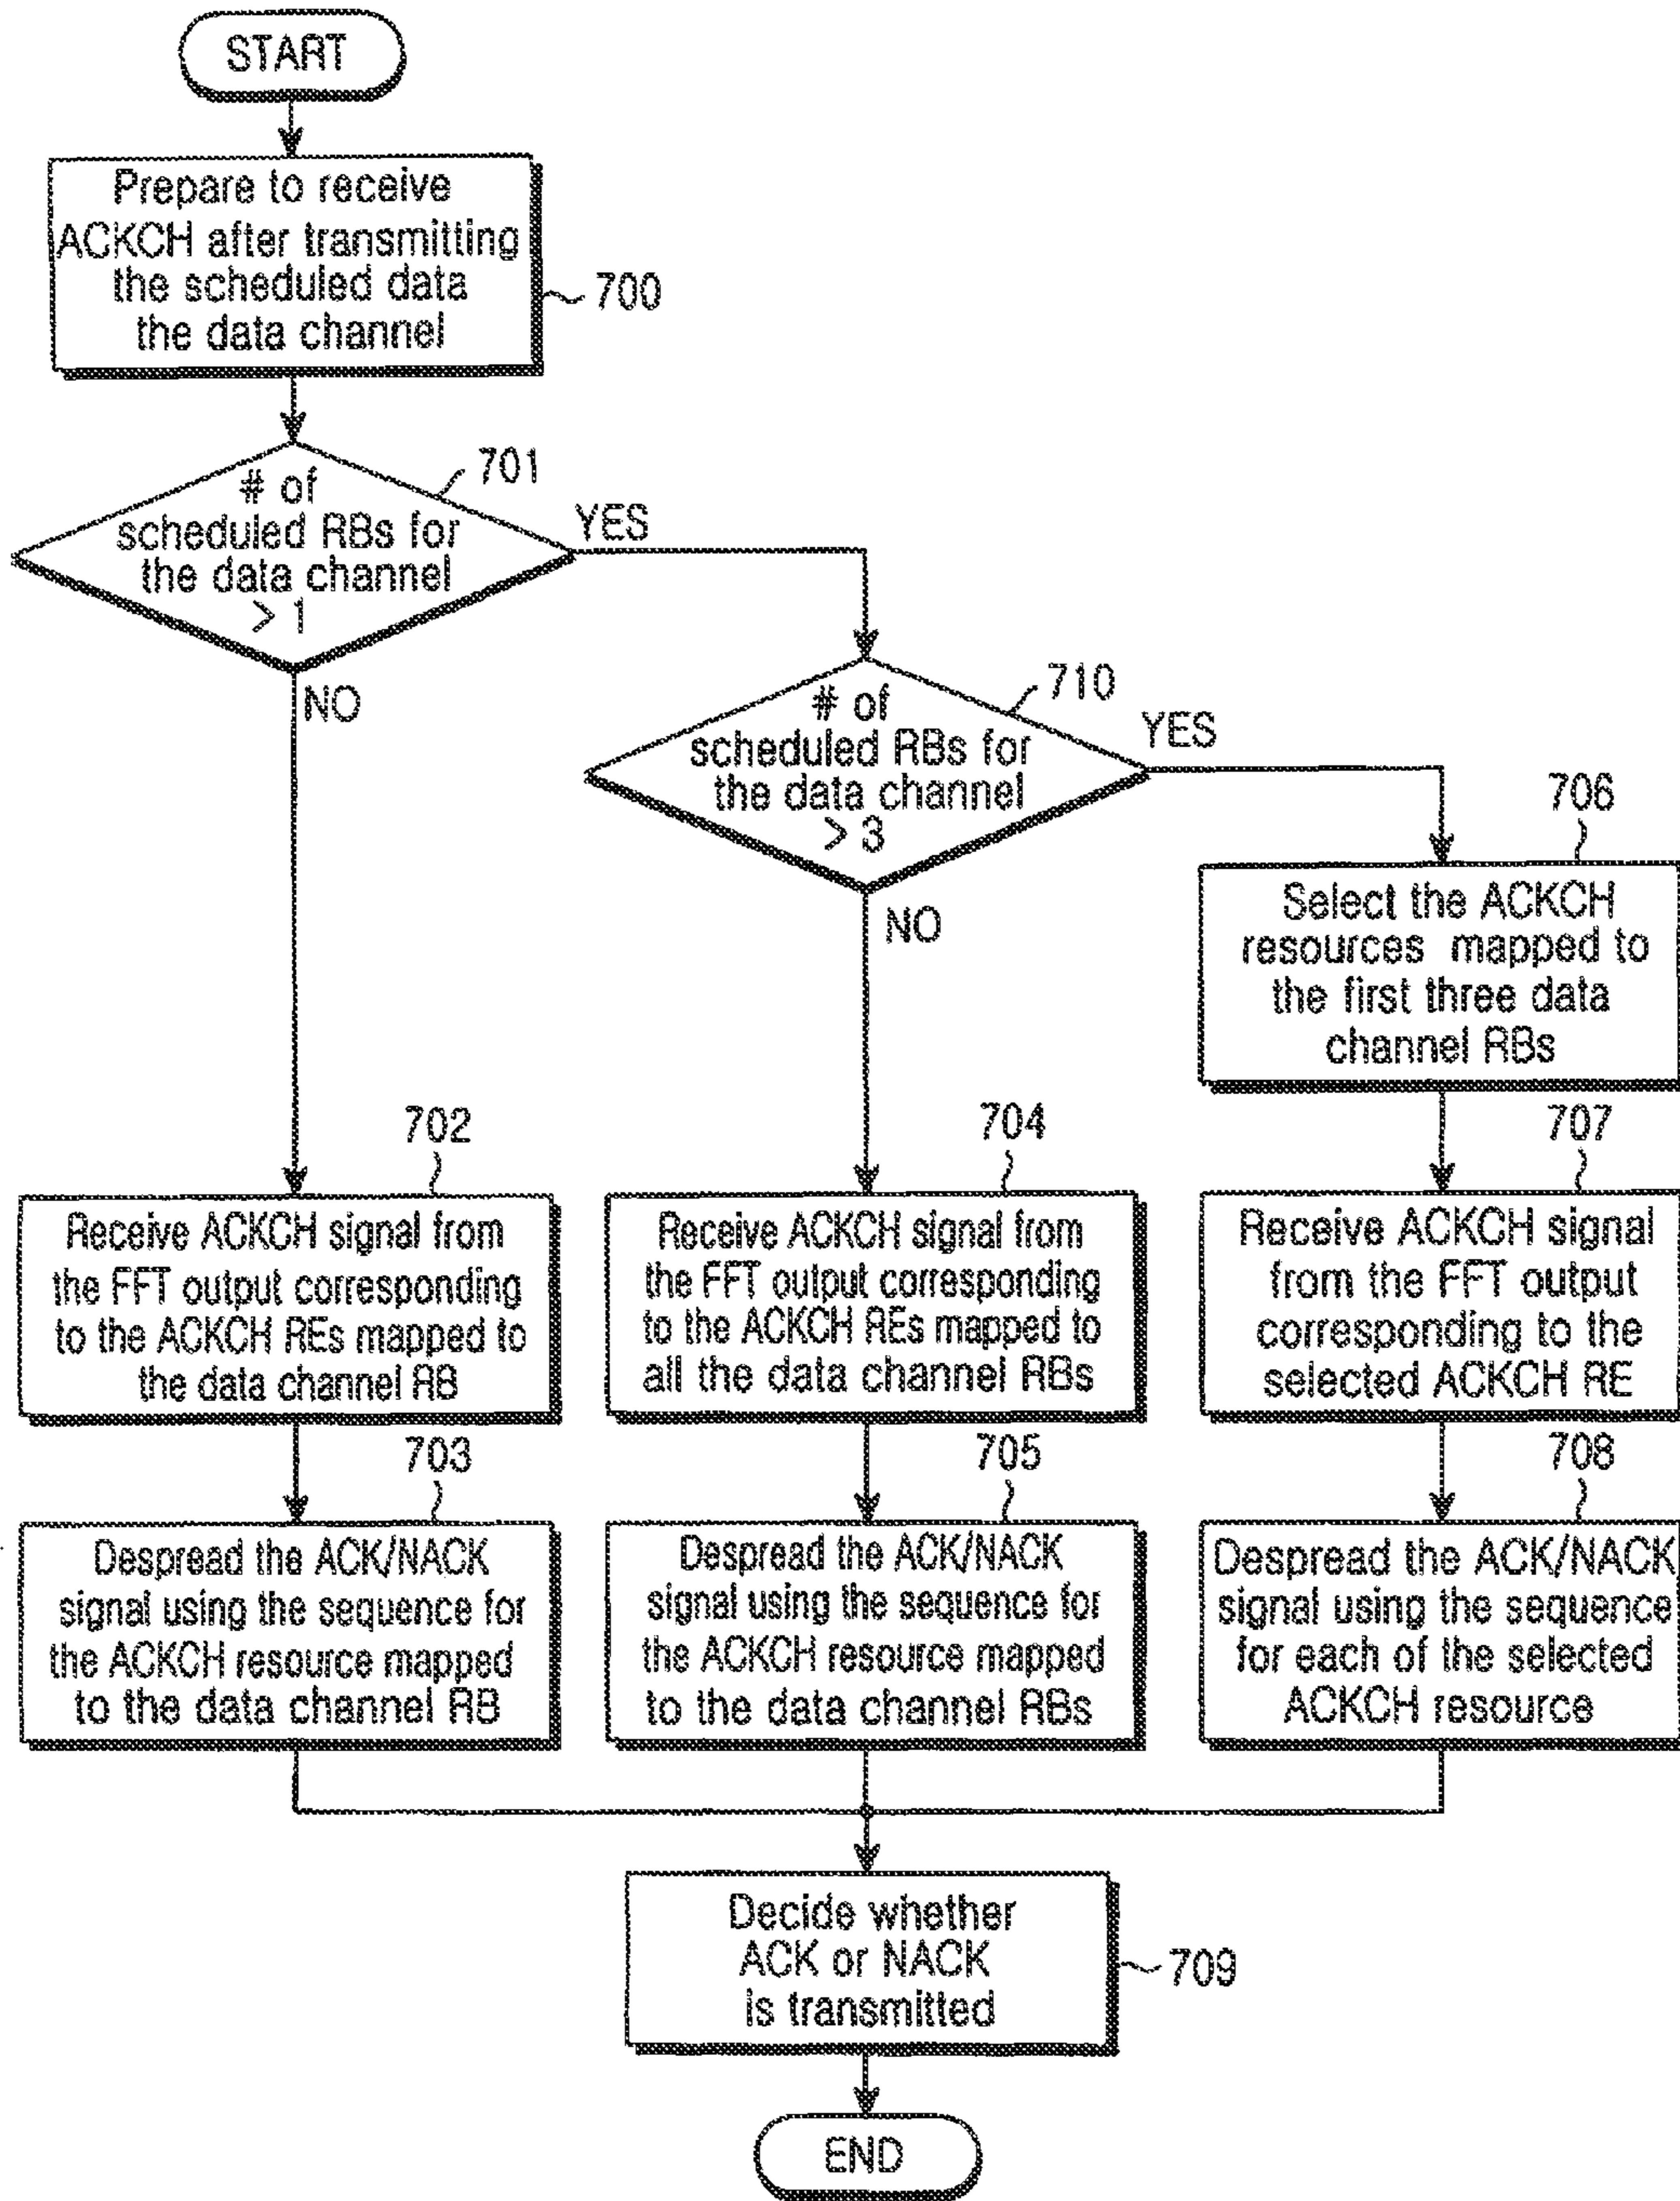 START
Prepare to receive
ACKCH after transmitting
the scheduled data
the data channel
700
# of
scheduled RBs for
the data channel
> 1
701
YES
NO
# of
scheduled RBs for
the data channel
> 3
710
YES
NO
706
Select the ACKCH
resources mapped to
the first three data
channel RBs
702
Receive ACKCH signal from
the FFT output corresponding
to the ACKCH REs mapped to
the data channel RB
704
Receive ACKCH signal from
the FFT output corresponding
to the ACKCH REs mapped to
all the data channel RBs
707
Receive ACKCH signal
from the FFT output
corresponding to the
selected ACKCH RE
703
Despread the ACK/NACK
signal using the sequence for
the ACKCH resource mapped
to the data channel RB
705
Despread the ACK/NACK
signal using the sequence for
the ACKCH resource mapped
to the data channel RBs
708
Despread the ACK/NACK
signal using the sequence
for each of the selected
ACKCH resource
Decide whether
ACK or NACK
is transmitted
709
END